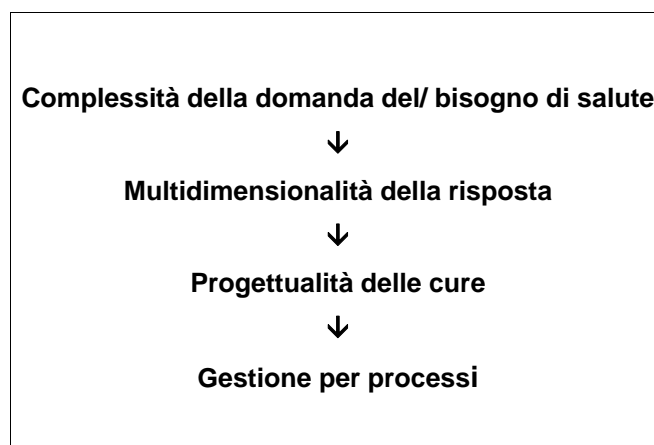 Complessità della domanda del/ bisogno di salute
↓
Multidimensionalità della risposta
↓
Progettualità delle cure
↓
Gestione per processi